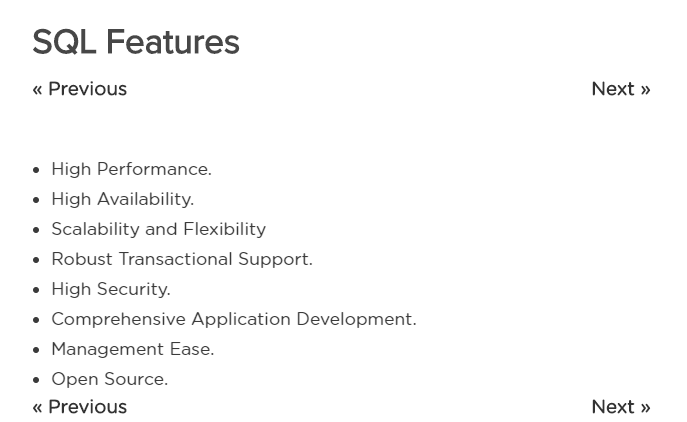 SQL Features
« Previous Next »
• High Performance.
• High Availability.
• Scalability and Flexibility
• Robust Transactional Support.
• High Security.
• Comprehensive Application Development.
• Management Ease.
• Open Source.
« Previous Next »